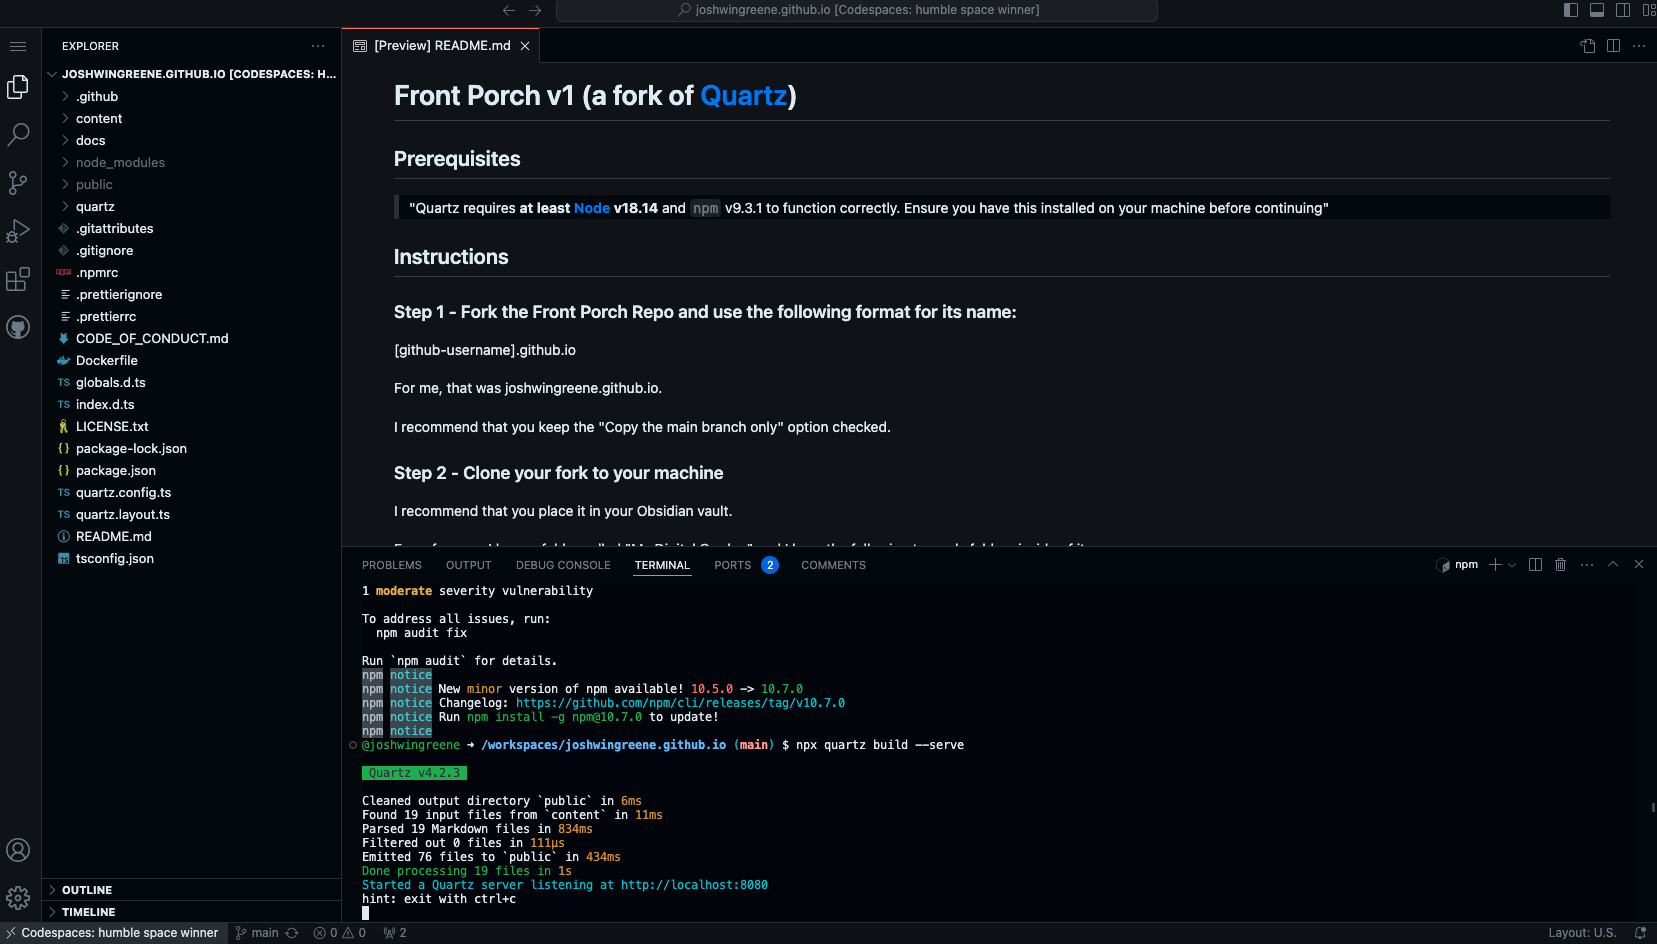 joshwingreene.github.io [Codespaces: humble space winner]
EXPLORER
JOSHWINGREENE.GITHUB.IO [CODESPACES: H...
.github
content
docs
node_modules
public
quartz
.gitattributes
.gitignore
.npmrc
.prettierignore
.prettierrc
CODE_OF_CONDUCT.md
Dockerfile
TS globals.d.ts
TS index.d.ts
LICENSE.txt
{} package-lock.json
{} package.json
TS quartz.config.ts
TS quartz.layout.ts
README.md
tsconfig.json
OUTLINE
TIMELINE
[Preview] README.md
Front Porch v1 (a fork of Quartz)
Prerequisites
"Quartz requires at least Node v18.14 and npm v9.3.1 to function correctly. Ensure you have this installed on your machine before continuing"
Instructions
Step 1 - Fork the Front Porch Repo and use the following format for its name:
[github-username].github.io
For me, that was joshwingreene.github.io.
I recommend that you keep the "Copy the main branch only" option checked.
Step 2 - Clone your fork to your machine
I recommend that you place it in your Obsidian vault.
PROBLEMS OUTPUT DEBUG CONSOLE TERMINAL PORTS 2 COMMENTS
npm
1 moderate severity vulnerability
To address all issues, run:
npm audit fix
Run `npm audit` for details.
npm notice
npm notice New minor version of npm available! 10.5.0 -> 10.7.0
npm notice Changelog: https://github.com/npm/cli/releases/tag/v10.7.0
npm notice Run npm install -g npm@10.7.0 to update!
npm notice
@joshwingreene ➜ /workspaces/joshwingreene.github.io (main) $ npx quartz build --serve
Quartz v4.2.3
Cleaned output directory `public` in 6ms
Found 19 input files from `content` in 11ms
Parsed 19 Markdown files in 834ms
Filtered out 0 files in 111μs
Emitted 76 files to `public` in 434ms
Done processing 19 files in 1s
Started a Quartz server listening at http://localhost:8080
hint: exit with ctrl+c
Codespaces: humble space winner main 0 0 2 Layout: U.S.